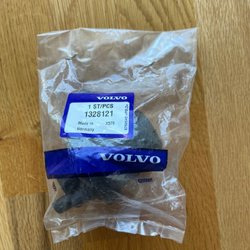 VOLVO
1 ST/PCS
1328121
Made in
Germany
VOLVO